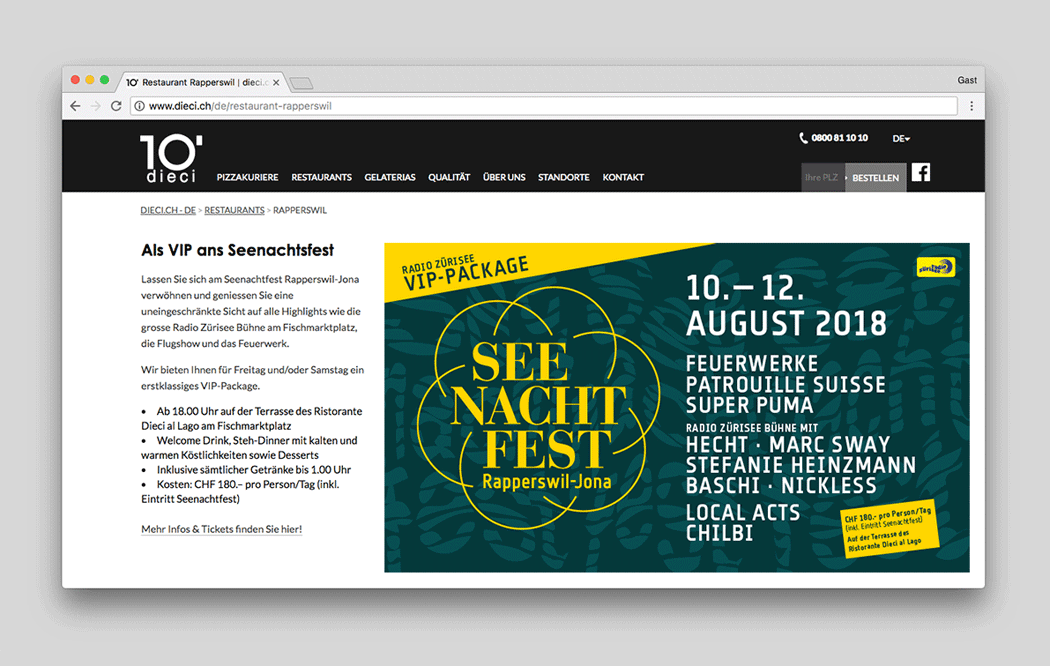 10' Restaurant Rapperswil | dieci.c
Gast
www.dieci.ch/de/restaurant-rapperswil
10'
dieci
0800 81 10 10
DE
PIZZAKURIERE RESTAURANTS GELATERIAS QUALITÄT ÜBER UNS STANDORTE KONTAKT
Ihre PLZ
BESTELLEN
DIECI.CH - DE > RESTAURANTS > RAPPERSWIL
Als VIP ans Seenachtsfest
Lassen Sie sich am Seenachtfest Rapperswil-Jona
verwöhnen und geniessen Sie eine
uneingeschränkte Sicht auf alle Highlights wie die
grosse Radio Zürisee Bühne am Fischmarktplatz,
die Flugshow und das Feuerwerk.
Wir bieten Ihnen für Freitag und/oder Samstag ein
erstklassiges VIP-Package.
• Ab 18.00 Uhr auf der Terrasse des Ristorante
Dieci al Lago am Fischmarktplatz
• Welcome Drink, Steh-Dinner mit kalten und
warmen Köstlichkeiten sowie Desserts
• Inklusive sämtlicher Getränke bis 1.00 Uhr
• Kosten: CHF 180.– pro Person/Tag (inkl.
Eintritt Seenachtfest)
Mehr Infos & Tickets finden Sie hier!
RADIO ZÜRISEE
VIP-PACKAGE
SEE
NACHT
FEST
Rapperswil-Jona
10.– 12.
AUGUST 2018
FEUERWERKE
PATROUILLE SUISSE
SUPER PUMA
RADIO ZÜRISEE BÜHNE MIT
HECHT · MARC SWAY
STEFANIE HEINZMANN
BASCHI · NICKLESS
LOCAL ACTS
CHILBI
CHF 180.- pro Person/Tag
(inkl. Eintritt Seenachtfest)
Auf der Terrasse des
Ristorante Dieci al Lago